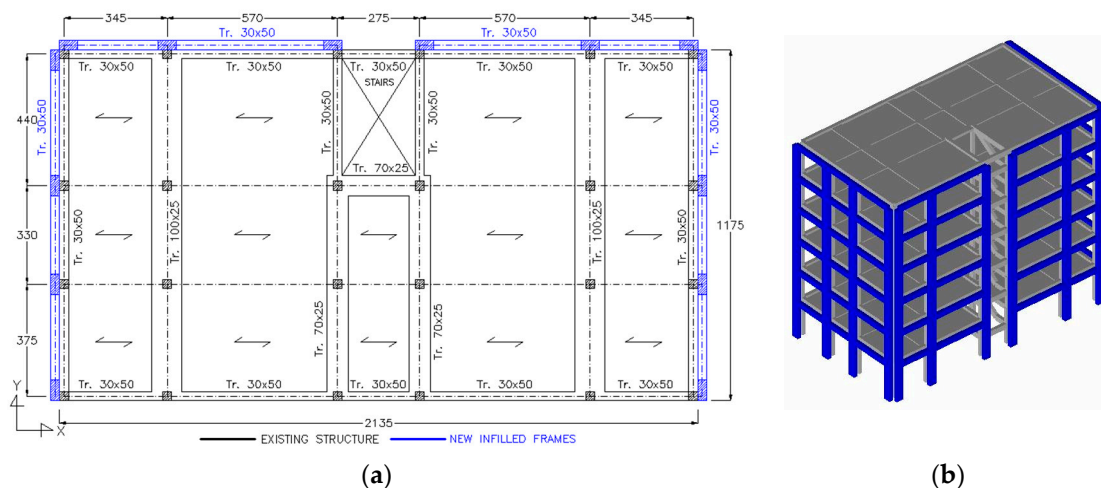 345 570 275 570 345
Tr. 30x50 Tr. 30x50
Tr. 30x50 Tr. 30x50 Tr. 30x50 Tr. 30x50 Tr. 30x50
STAIRS
440
Tr. 30x50
Tr. 30x50
Tr. 30x50
Tr. 30x50
Tr. 70x25
330
Tr. 30x50
Tr. 100x25
Tr. 100x25
Tr. 30x50
1175
375
Tr. 70x25
Tr. 70x25
Tr. 30x50 Tr. 30x50 Tr. 30x50 Tr. 30x50 Tr. 30x50
Y
X
2135
EXISTING STRUCTURE NEW INFILLED FRAMES
(a) (b)